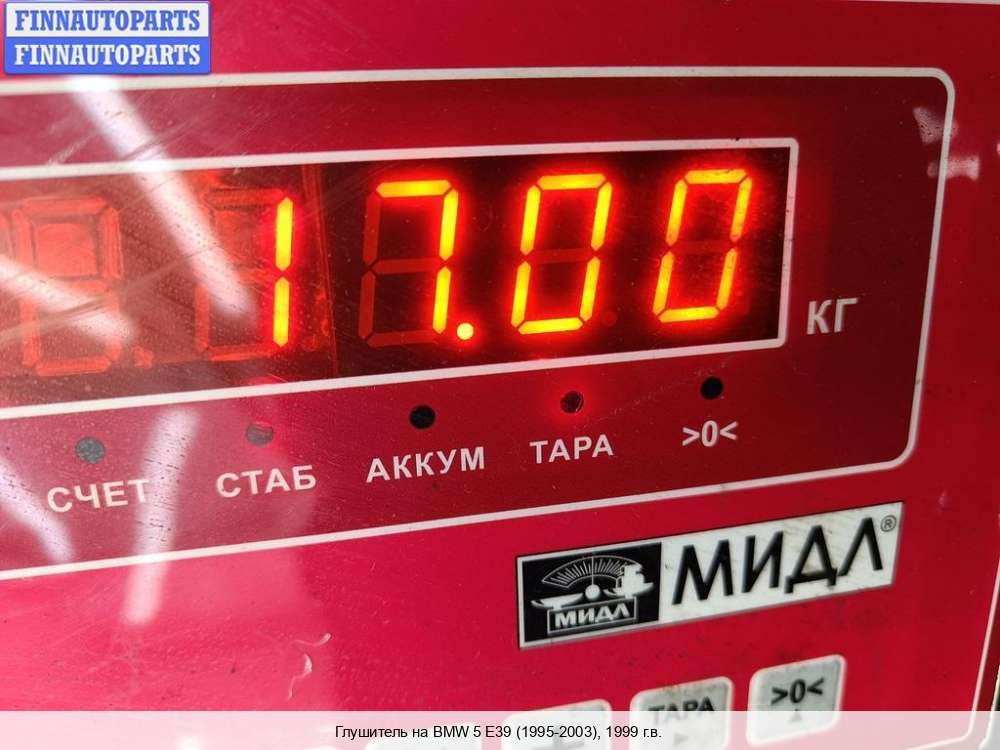 FINNAUTOPARTS
FINNAUTOPARTS
17.00
КГ
СЧЕТ СТАБ АККУМ ТАРА >0<
МИДЛ МИДЛ®
ТАРА >0<
Глушитель на BMW 5 E39 (1995-2003), 1999 г.в.